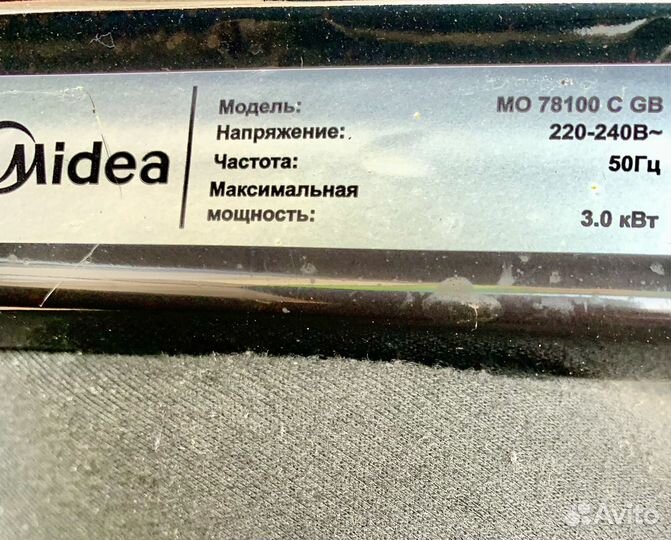 Midea
Модель: MO 78100 C GB
Напряжение: 220-240В~
Частота: 50Гц
Максимальная
мощность: 3.0 кВт
Avito